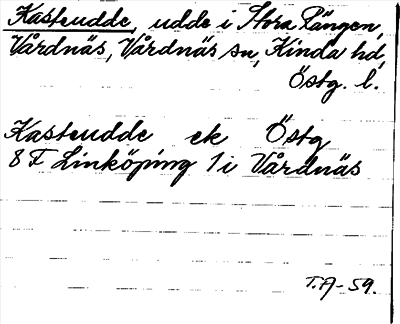 Kasteudde, udde i Stora Rängen,
Vårdnäs, Vårdnäs sn, Kinda hd,
Östg. l.
Kasteudde ek Östg
8 F Linköping 1 i Vårdnäs
T.A-59.